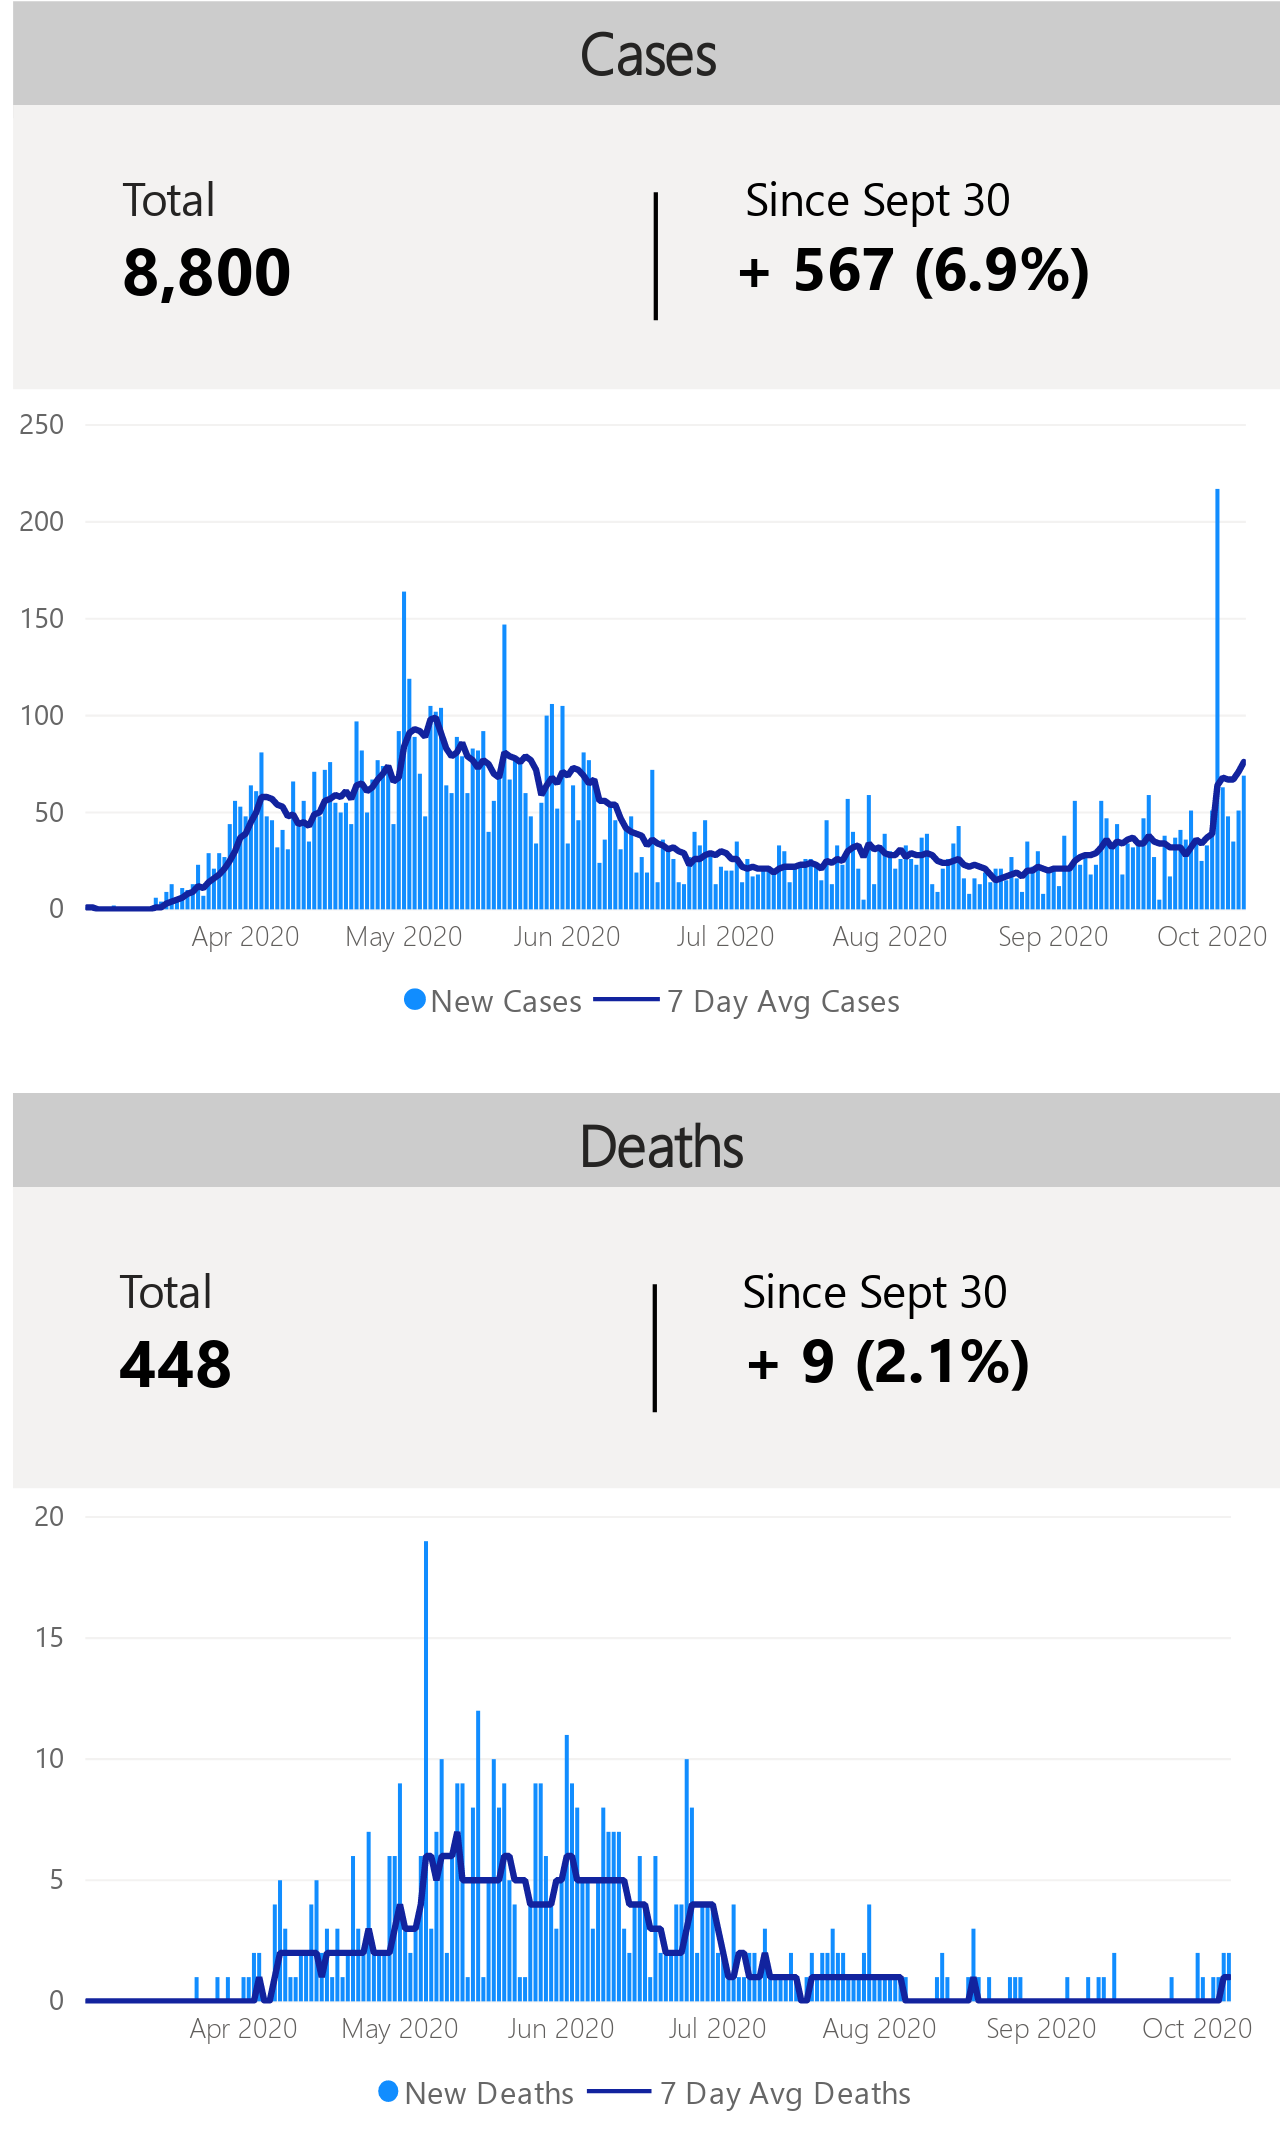 Cases
Total
Since Sept 30
8,800
+ 567 (6.9%)
250
200
150
100
50
0
Apr 2020 May 2020 Jun 2020 Jul 2020 Aug 2020 Sep 2020 Oct 2020
New Cases 7 Day Avg Cases
Deaths
Total
Since Sept 30
448
+ 9 (2.1%)
20
15
10
5
0
Apr 2020 May 2020 Jun 2020 Jul 2020 Aug 2020 Sep 2020 Oct 2020
New Deaths 7 Day Avg Deaths